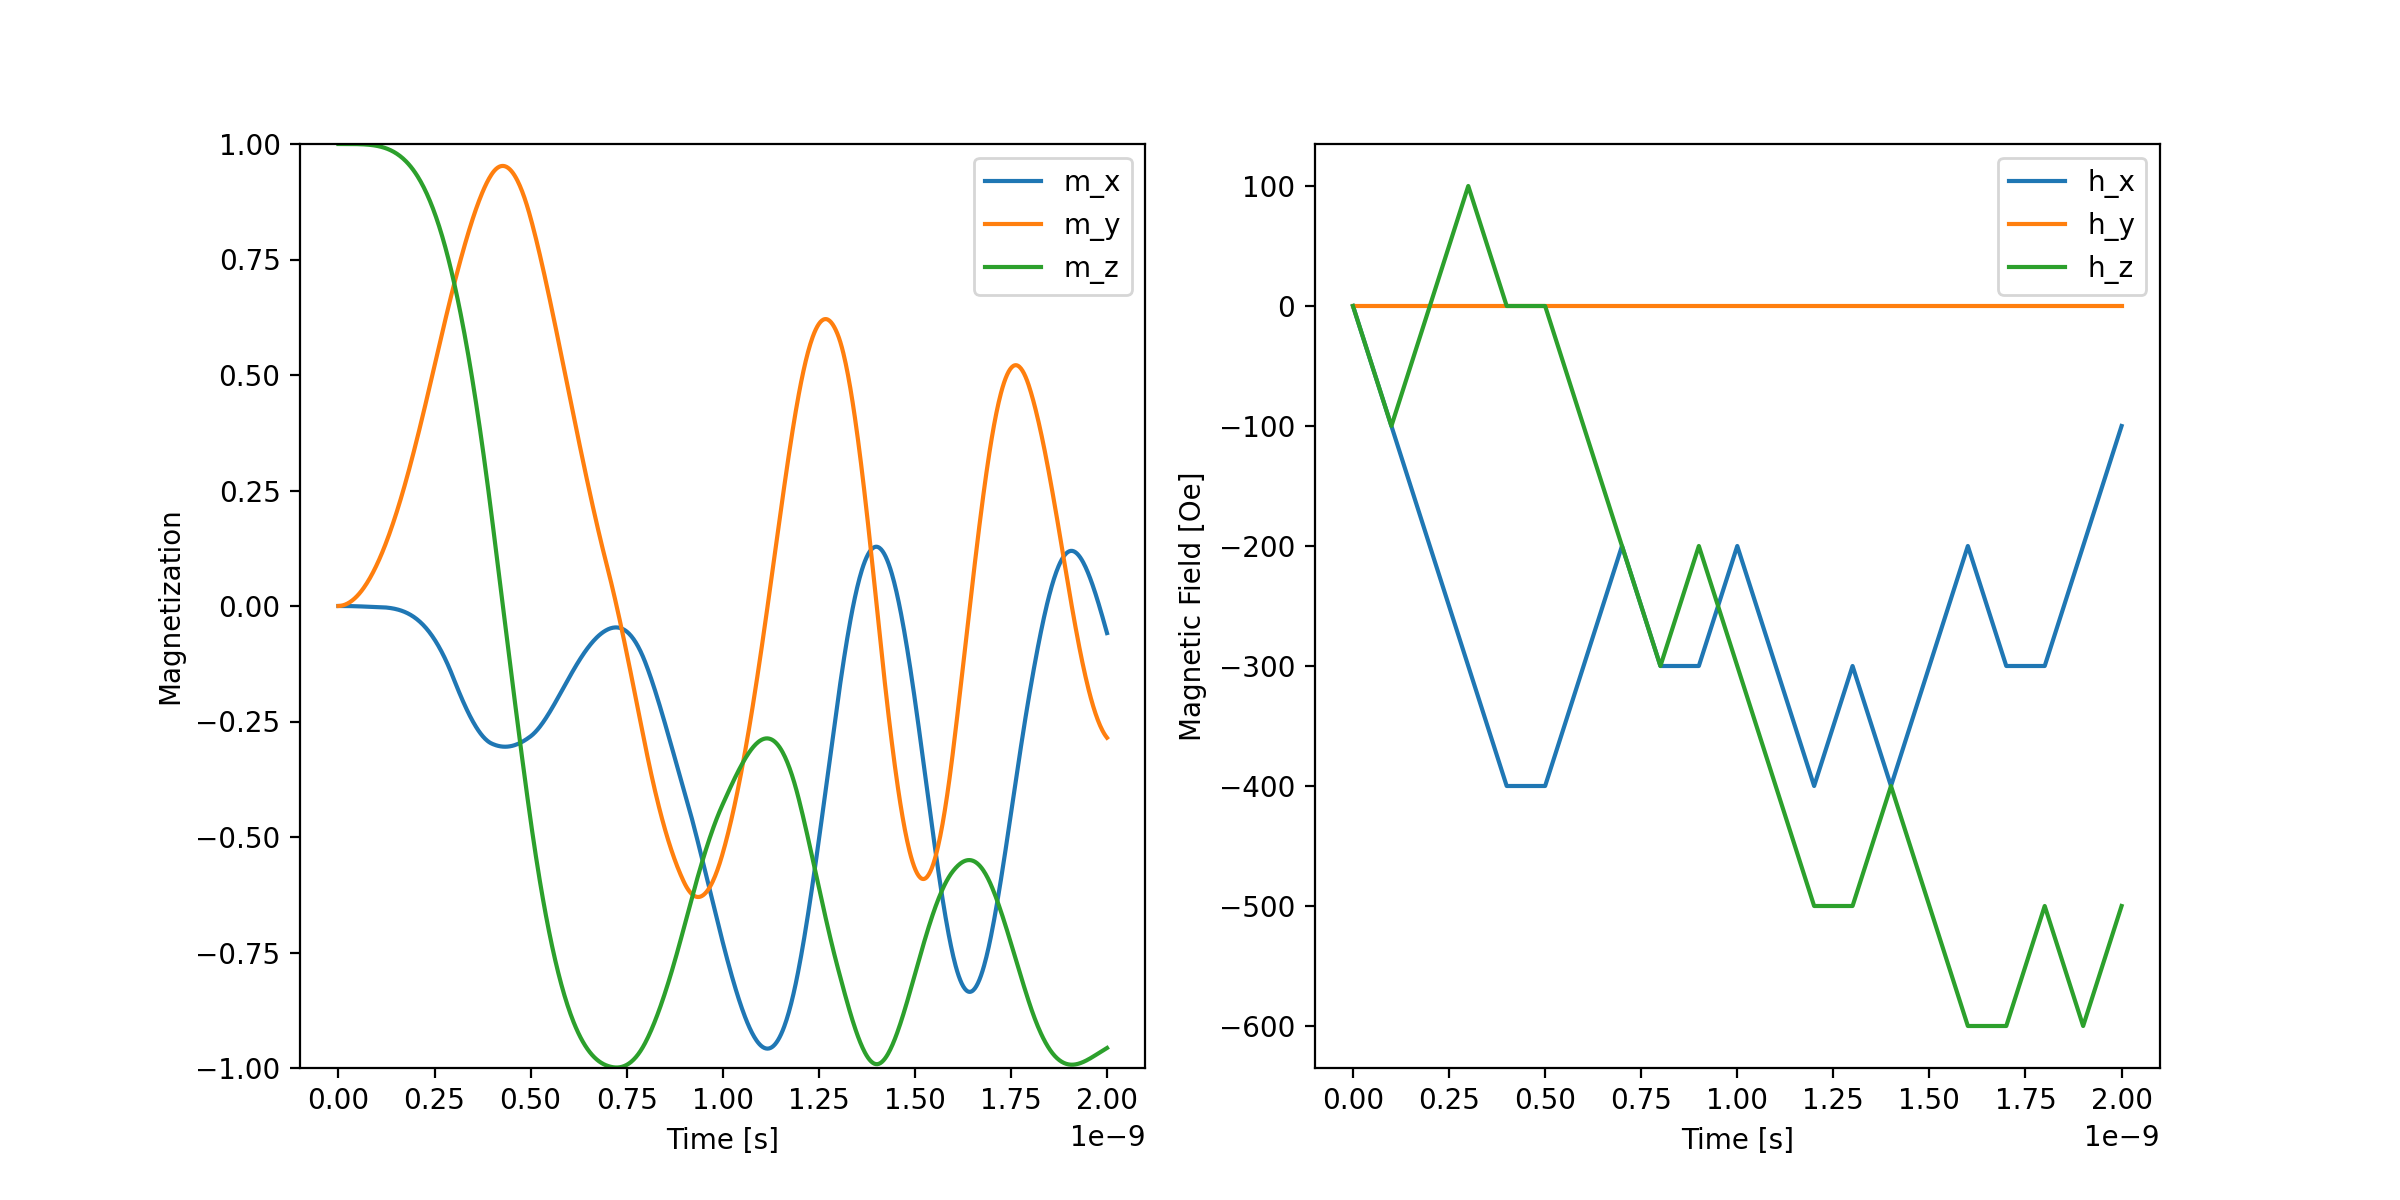 Magnetization
1.00
0.75
0.50
0.25
0.00
−0.25
−0.50
−0.75
−1.00
m_x
m_y
m_z
0.00 0.25 0.50 0.75 1.00 1.25 1.50 1.75 2.00
Time [s]
1e−9
Magnetic Field [Oe]
100
0
−100
−200
−300
−400
−500
−600
h_x
h_y
h_z
0.00 0.25 0.50 0.75 1.00 1.25 1.50 1.75 2.00
Time [s]
1e−9